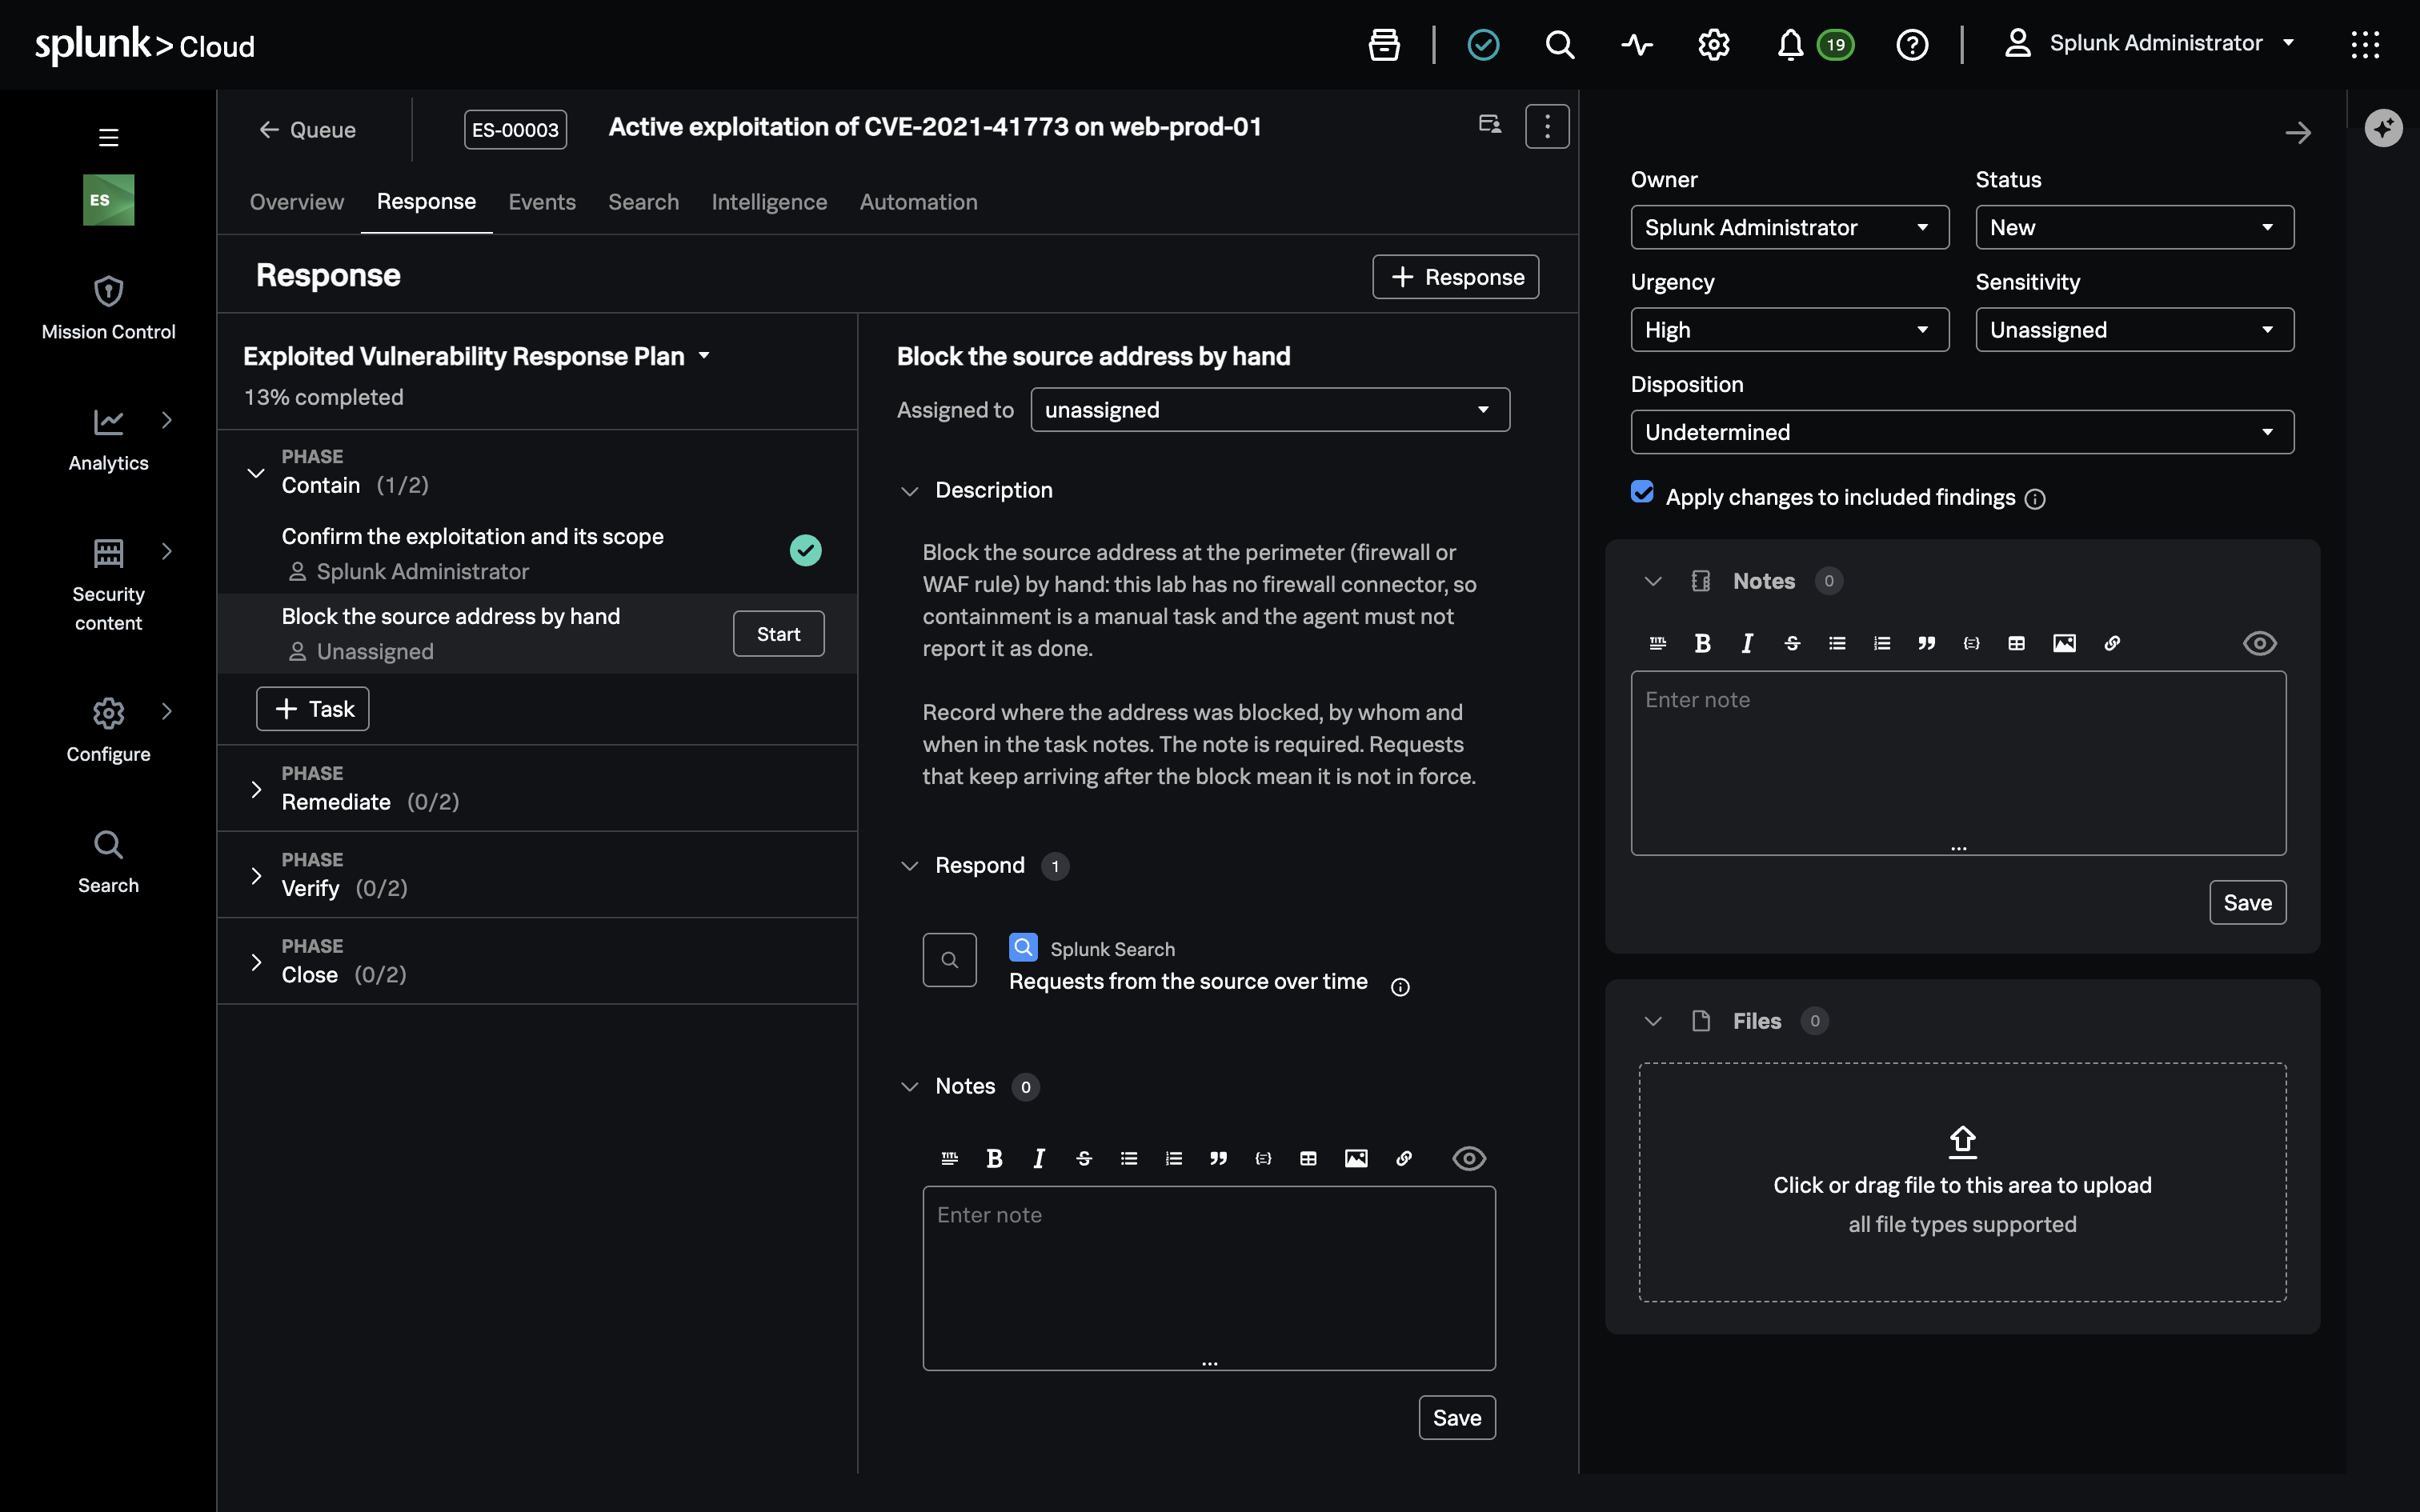 splunk> Cloud
19
Splunk Administrator
ES
Mission Control
Analytics
Security
content
Configure
Search
Queue
ES-00003
Active exploitation of CVE-2021-41773 on web-prod-01
Overview
Response
Events
Search
Intelligence
Automation
Response
+ Response
Exploited Vulnerability Response Plan
13% completed
PHASE
Contain (1/2)
Confirm the exploitation and its scope
Splunk Administrator
Block the source address by hand
Unassigned
Start
+ Task
PHASE
Remediate (0/2)
PHASE
Verify (0/2)
PHASE
Close (0/2)
Block the source address by hand
Assigned to
unassigned
Description
Block the source address at the perimeter (firewall or
WAF rule) by hand: this lab has no firewall connector, so
containment is a manual task and the agent must not
report it as done.
Record where the address was blocked, by whom and
when in the task notes. The note is required. Requests
that keep arriving after the block mean it is not in force.
Respond 1
Splunk Search
Requests from the source over time
Notes 0
Enter note
Save
Owner
Splunk Administrator
Status
New
Urgency
High
Sensitivity
Unassigned
Disposition
Undetermined
Apply changes to included findings
Notes 0
Enter note
Save
Files 0
Click or drag file to this area to upload
all file types supported